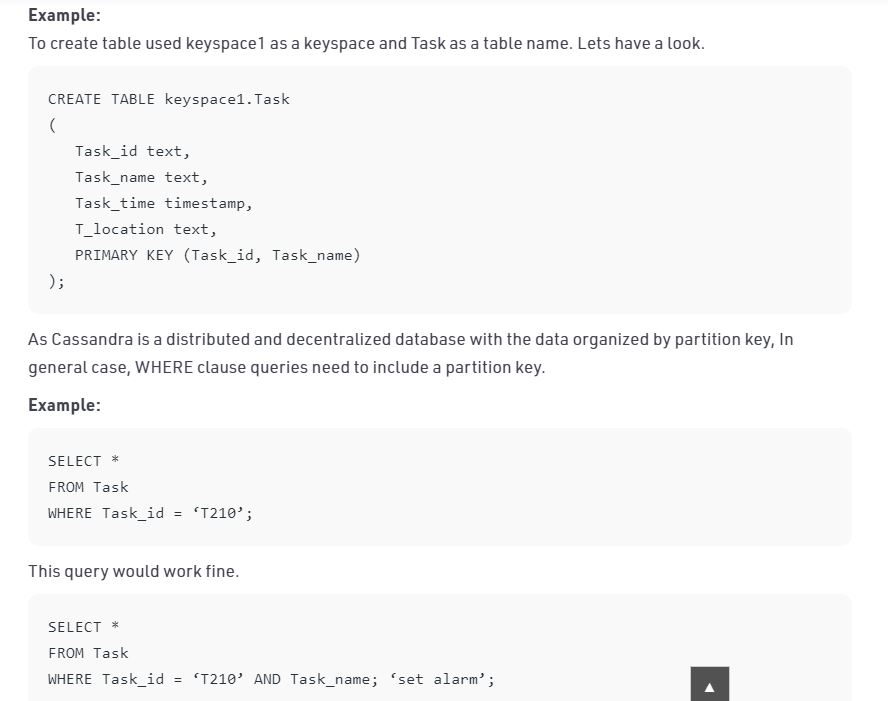 Example:
To create table used keyspace1 as a keyspace and Task as a table name. Lets have a look.
CREATE TABLE keyspace1.Task
(
   Task_id text,
   Task_name text,
   Task_time timestamp,
   T_location text,
   PRIMARY KEY (Task_id, Task_name)
);
As Cassandra is a distributed and decentralized database with the data organized by partition key, In
general case, WHERE clause queries need to include a partition key.
Example:
SELECT *
FROM Task
WHERE Task_id = ‘T210’;
This query would work fine.
SELECT *
FROM Task
WHERE Task_id = ‘T210’ AND Task_name; ‘set alarm’;